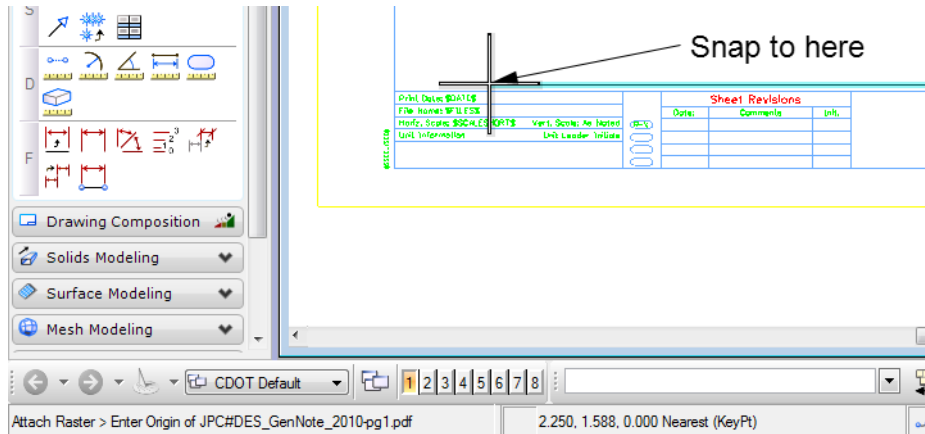 S
D
F
Drawing Composition
Solids Modeling
Surface Modeling
Mesh Modeling
Snap to here
Print Date: $DATE$
File Name: $FILES$
Horiz. Scale: $SCALESHORT$ Vert. Scale: As Noted
Unit Information Unit Leader Initials
Sheet Revisions
Date: Comments Init.
CDOT Default
1 2 3 4 5 6 7 8
Attach Raster > Enter Origin of JPC#DES_GenNote_2010-pg1.pdf
2.250, 1.588, 0.000 Nearest (KeyPt)